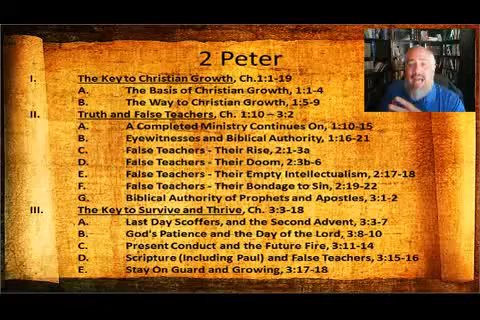 2 Peter
I. The Key to Christian Growth, Ch.1:1-19
A. The Basis of Christian Growth, 1:1-4
B. The Way to Christian Growth, 1:5-9
II. Truth and False Teachers, Ch. 1:10 – 3:2
A. A Completed Ministry Continues On, 1:10-15
B. Eyewitnesses and Biblical Authority, 1:16-21
C. False Teachers - Their Rise, 2:1-3a
D. False Teachers - Their Doom, 2:3b-6
E. False Teachers - Their Empty Intellectualism, 2:17-18
F. False Teachers - Their Bondage to Sin, 2:19-22
G. Biblical Authority of Prophets and Apostles, 3:1-2
III. The Key to Survive and Thrive, Ch. 3:3-18
A. Last Day Scoffers, and the Second Advent, 3:3-7
B. God's Patience and the Day of the Lord, 3:8-10
C. Present Conduct and the Future Fire, 3:11-14
D. Scripture (Including Paul) and False Teachers, 3:15-16
E. Stay On Guard and Growing, 3:17-18